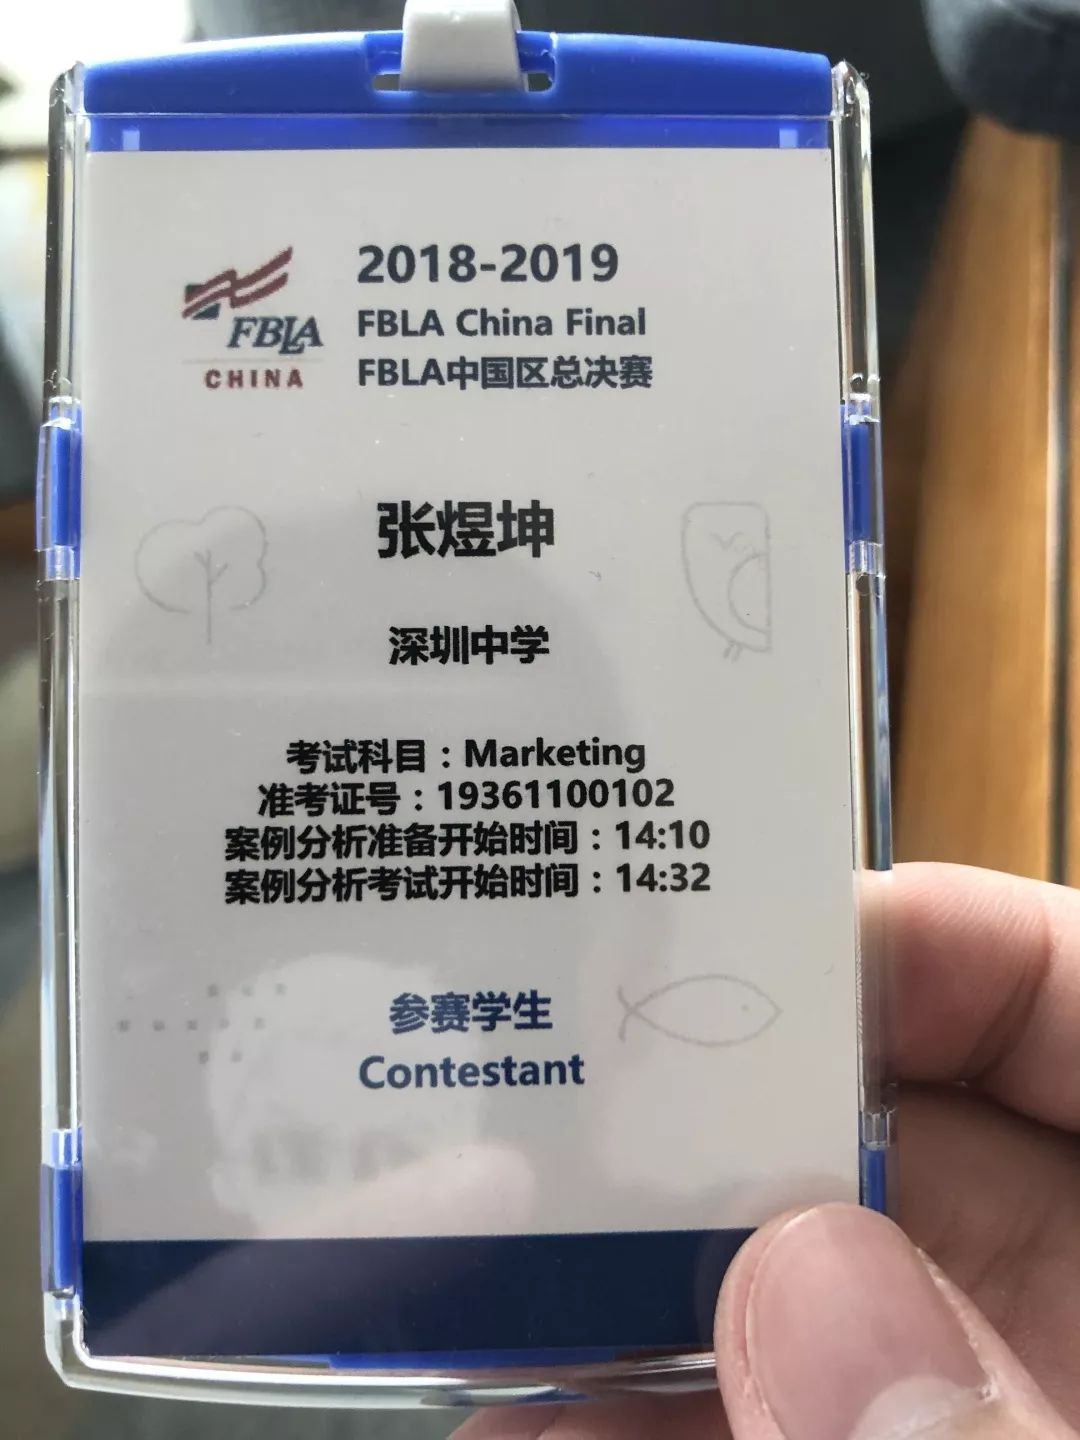 FBLA
CHINA
2018-2019
FBLA China Final
FBLA中国区总决赛
张煜坤
深圳中学
考试科目：Marketing
准考证号：19361100102
案例分析准备开始时间：14:10
案例分析考试开始时间：14:32
参赛学生
Contestant